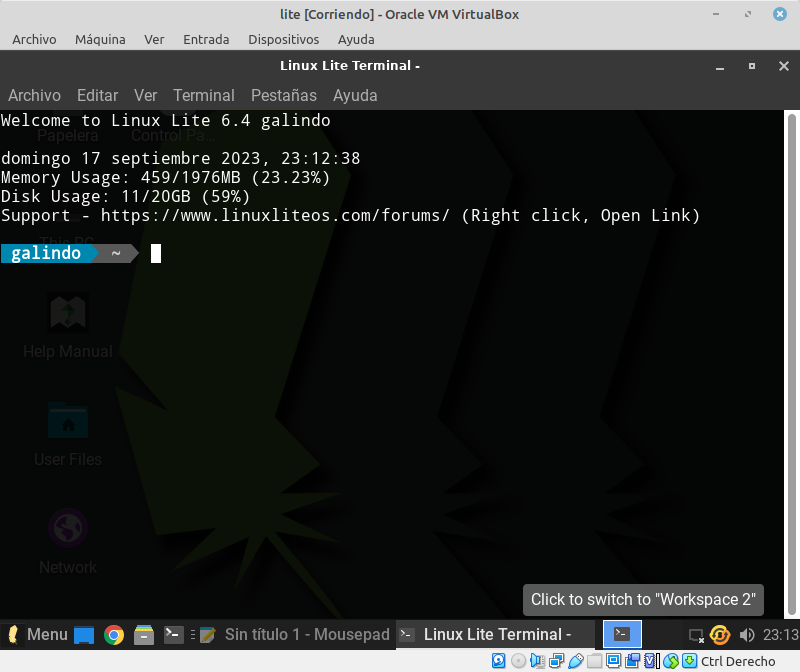 lite [Corriendo] - Oracle VM VirtualBox
Archivo Máquina Ver Entrada Dispositivos Ayuda
Linux Lite Terminal -
Archivo Editar Ver Terminal Pestañas Ayuda
Welcome to Linux Lite 6.4 galindo
Papelera Control Pa...
domingo 17 septiembre 2023, 23:12:38
Memory Usage: 459/1976MB (23.23%)
Disk Usage: 11/20GB (59%)
Support - https://www.linuxliteos.com/forums/ (Right click, Open Link)
This PC
galindo ~
Help Manual
User Files
Network
Click to switch to "Workspace 2"
Menu Sin título 1 - Mousepad Linux Lite Terminal - 23:13
Ctrl Derecho